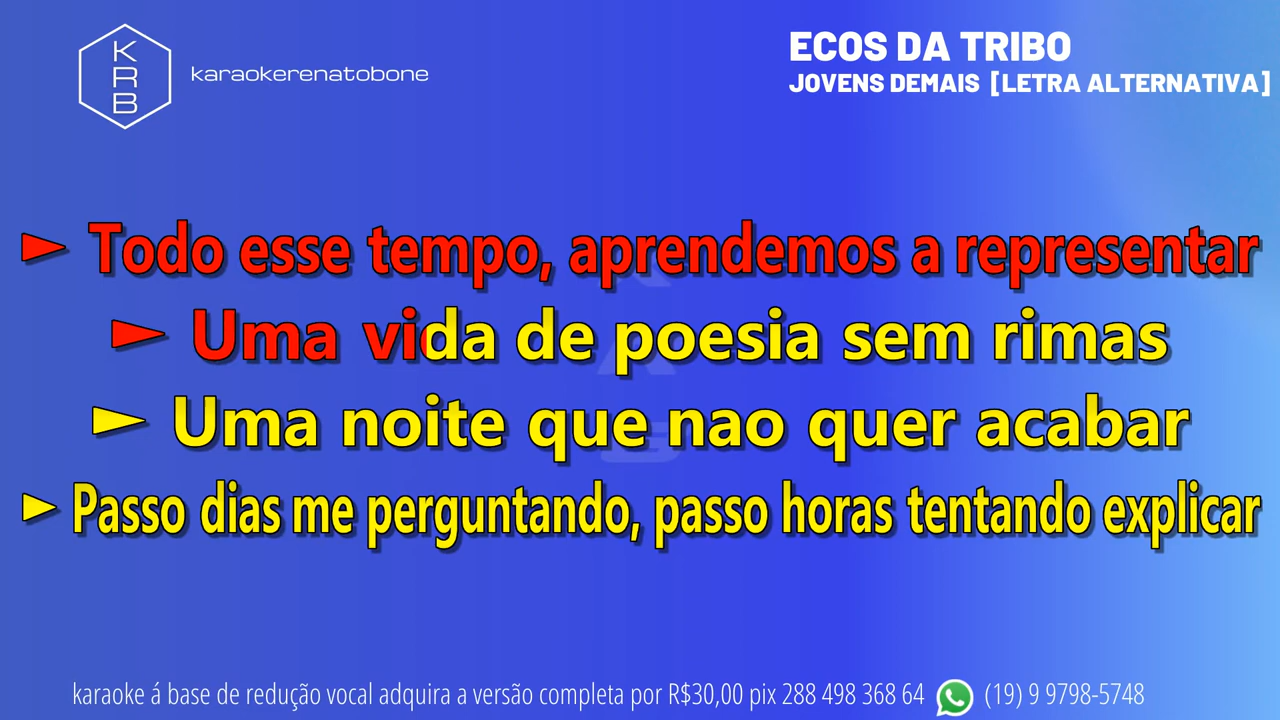 KRB
karaokerenatobone
ECOS DA TRIBO
JOVENS DEMAIS [LETRA ALTERNATIVA]
► Todo esse tempo, aprendemos a representar
► Uma vida de poesia sem rimas
► Uma noite que nao quer acabar
► Passo dias me perguntando, passo horas tentando explicar
karaoke á base de redução vocal adquira a versão completa por R$30,00 pix 288 498 368 64 (19) 9 9798-5748